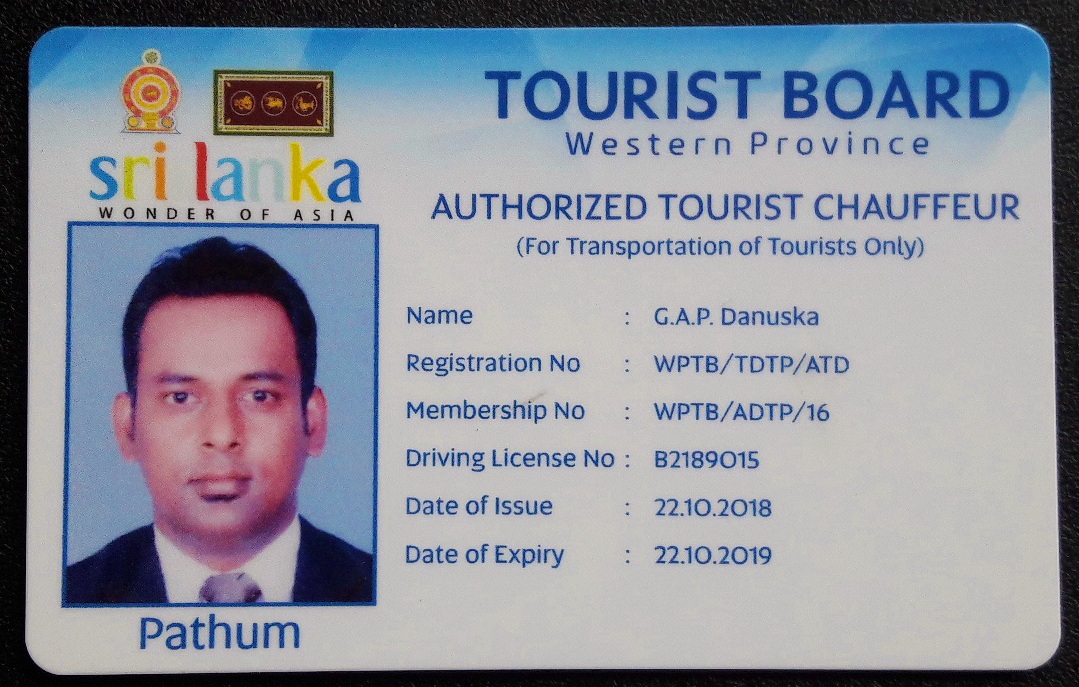 sri lanka
WONDER OF ASIA
TOURIST BOARD
Western Province
AUTHORIZED TOURIST CHAUFFEUR
(For Transportation of Tourists Only)
Name : G.A.P. Danuska
Registration No : WPTB/TDTP/ATD
Membership No : WPTB/ADTP/16
Driving License No : B2189015
Date of Issue : 22.10.2018
Date of Expiry : 22.10.2019
Pathum